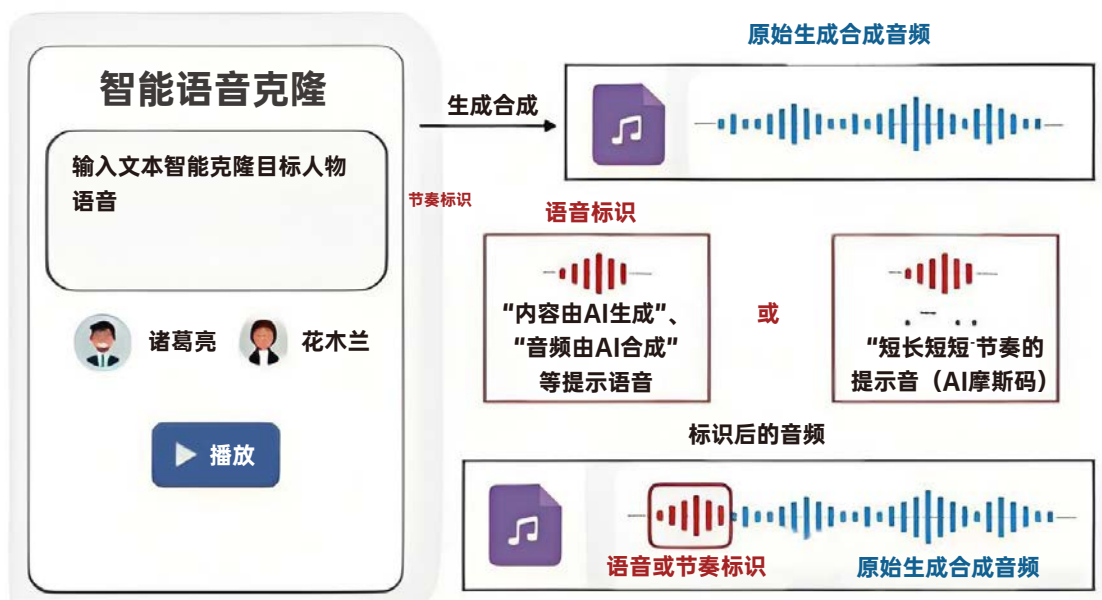 智能语音克隆
输入文本智能克隆目标人物
语音
诸葛亮
花木兰
播放
生成合成
原始生成合成音频
节奏标识
语音标识
“内容由AI生成”、
“音频由AI合成”
等提示语音
或
“短长短短”节奏的
提示音（AI摩斯码）
标识后的音频
语音或节奏标识
原始生成合成音频